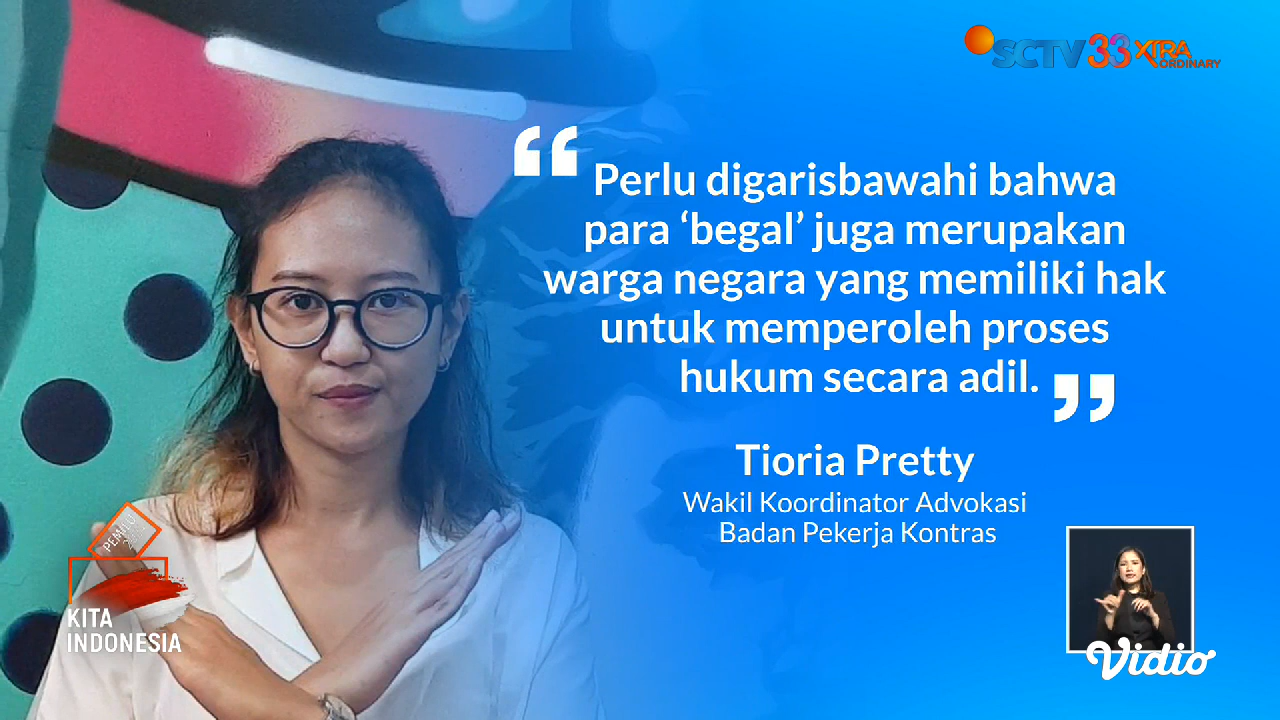 SCTV 33 XTRA
ORDINARY
“Perlu digarisbawahi bahwa
para ‘begal’ juga merupakan
warga negara yang memiliki hak
untuk memperoleh proses
hukum secara adil.”
Tioria Pretty
Wakil Koordinator Advokasi
Badan Pekerja Kontras
PEMILU
KITA
INDONESIA
Vidio